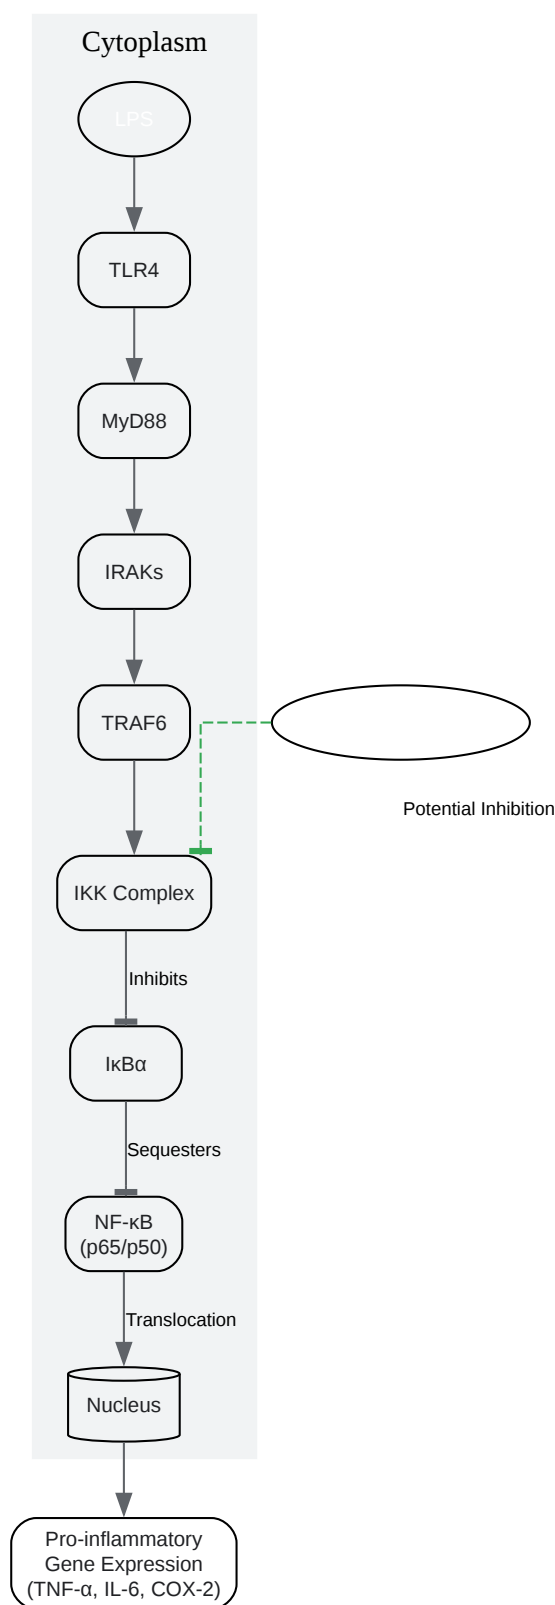 Cytoplasm
LPS
TLR4
MyD88
IRAKs
TRAF6
Potential Inhibition
IKK Complex
Inhibits
IκBα
Sequesters
NF-κB
(p65/p50)
Translocation
Nucleus
Pro-inflammatory
Gene Expression
(TNF-α, IL-6, COX-2)